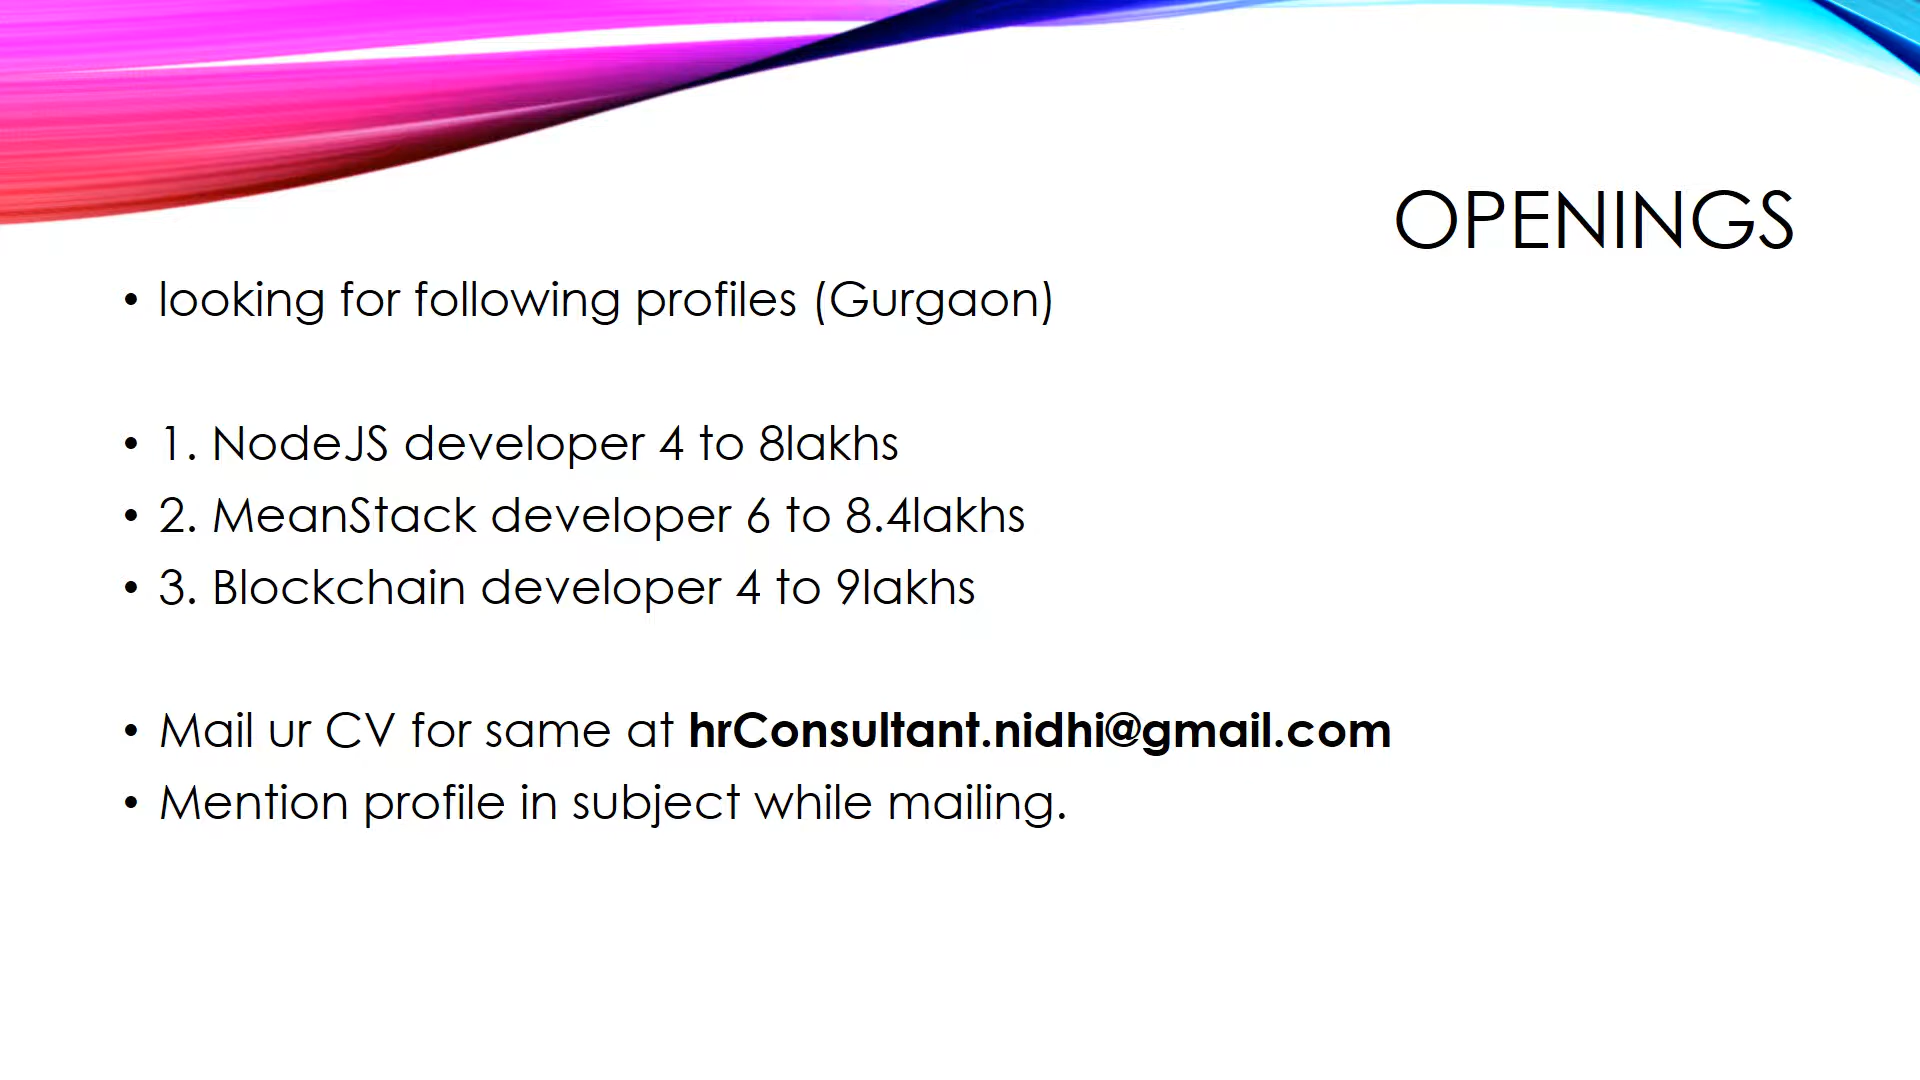 OPENINGS
• looking for following profiles (Gurgaon)
• 1. NodeJS developer 4 to 8lakhs
• 2. MeanStack developer 6 to 8.4lakhs
• 3. Blockchain developer 4 to 9lakhs
• Mail ur CV for same at hrConsultant.nidhi@gmail.com
• Mention profile in subject while mailing.